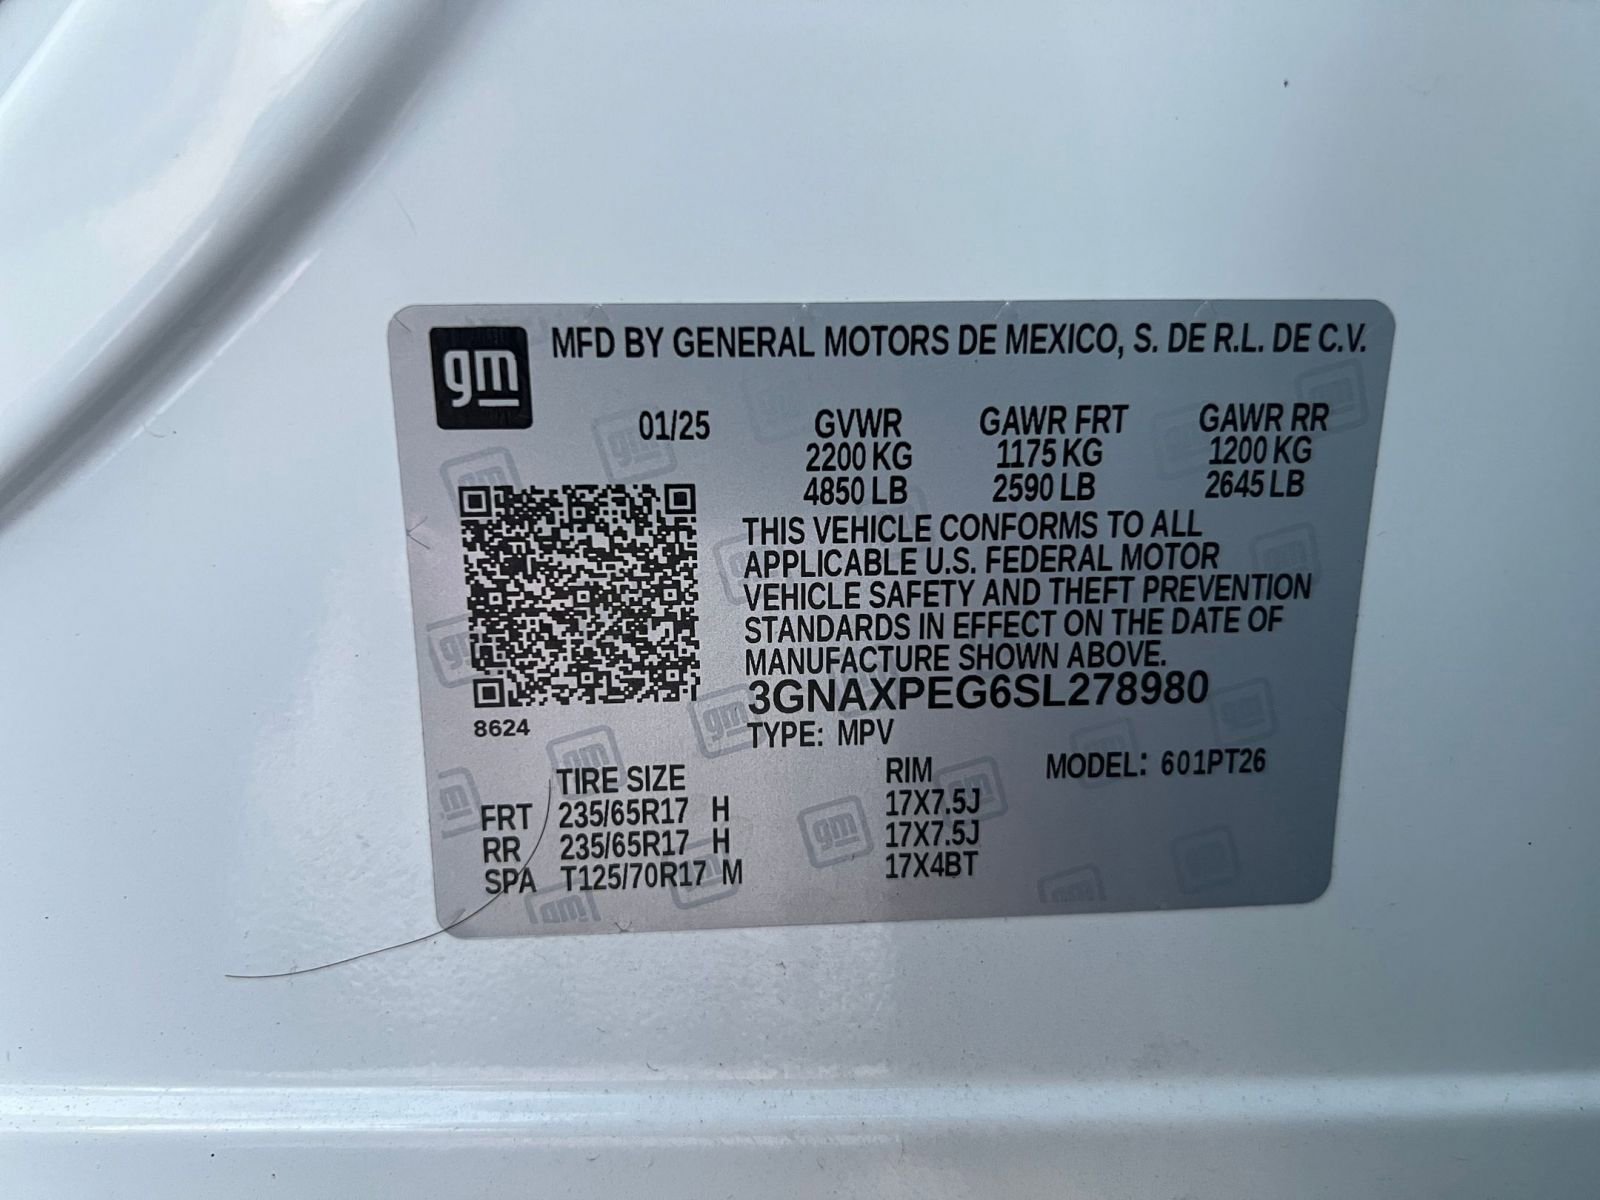 gm MFD BY GENERAL MOTORS DE MEXICO, S. DE R.L. DE C.V.
01/25 GVWR GAWR FRT GAWR RR
2200 KG 1175 KG 1200 KG
4850 LB 2590 LB 2645 LB
THIS VEHICLE CONFORMS TO ALL
APPLICABLE U.S. FEDERAL MOTOR
VEHICLE SAFETY AND THEFT PREVENTION
STANDARDS IN EFFECT ON THE DATE OF
MANUFACTURE SHOWN ABOVE.
3GNAXPEG6SL278980
8624 TYPE: MPV
TIRE SIZE RIM MODEL: 601PT26
FRT 235/65R17 H 17X7.5J
RR 235/65R17 H 17X7.5J
SPA T125/70R17 M 17X4BT